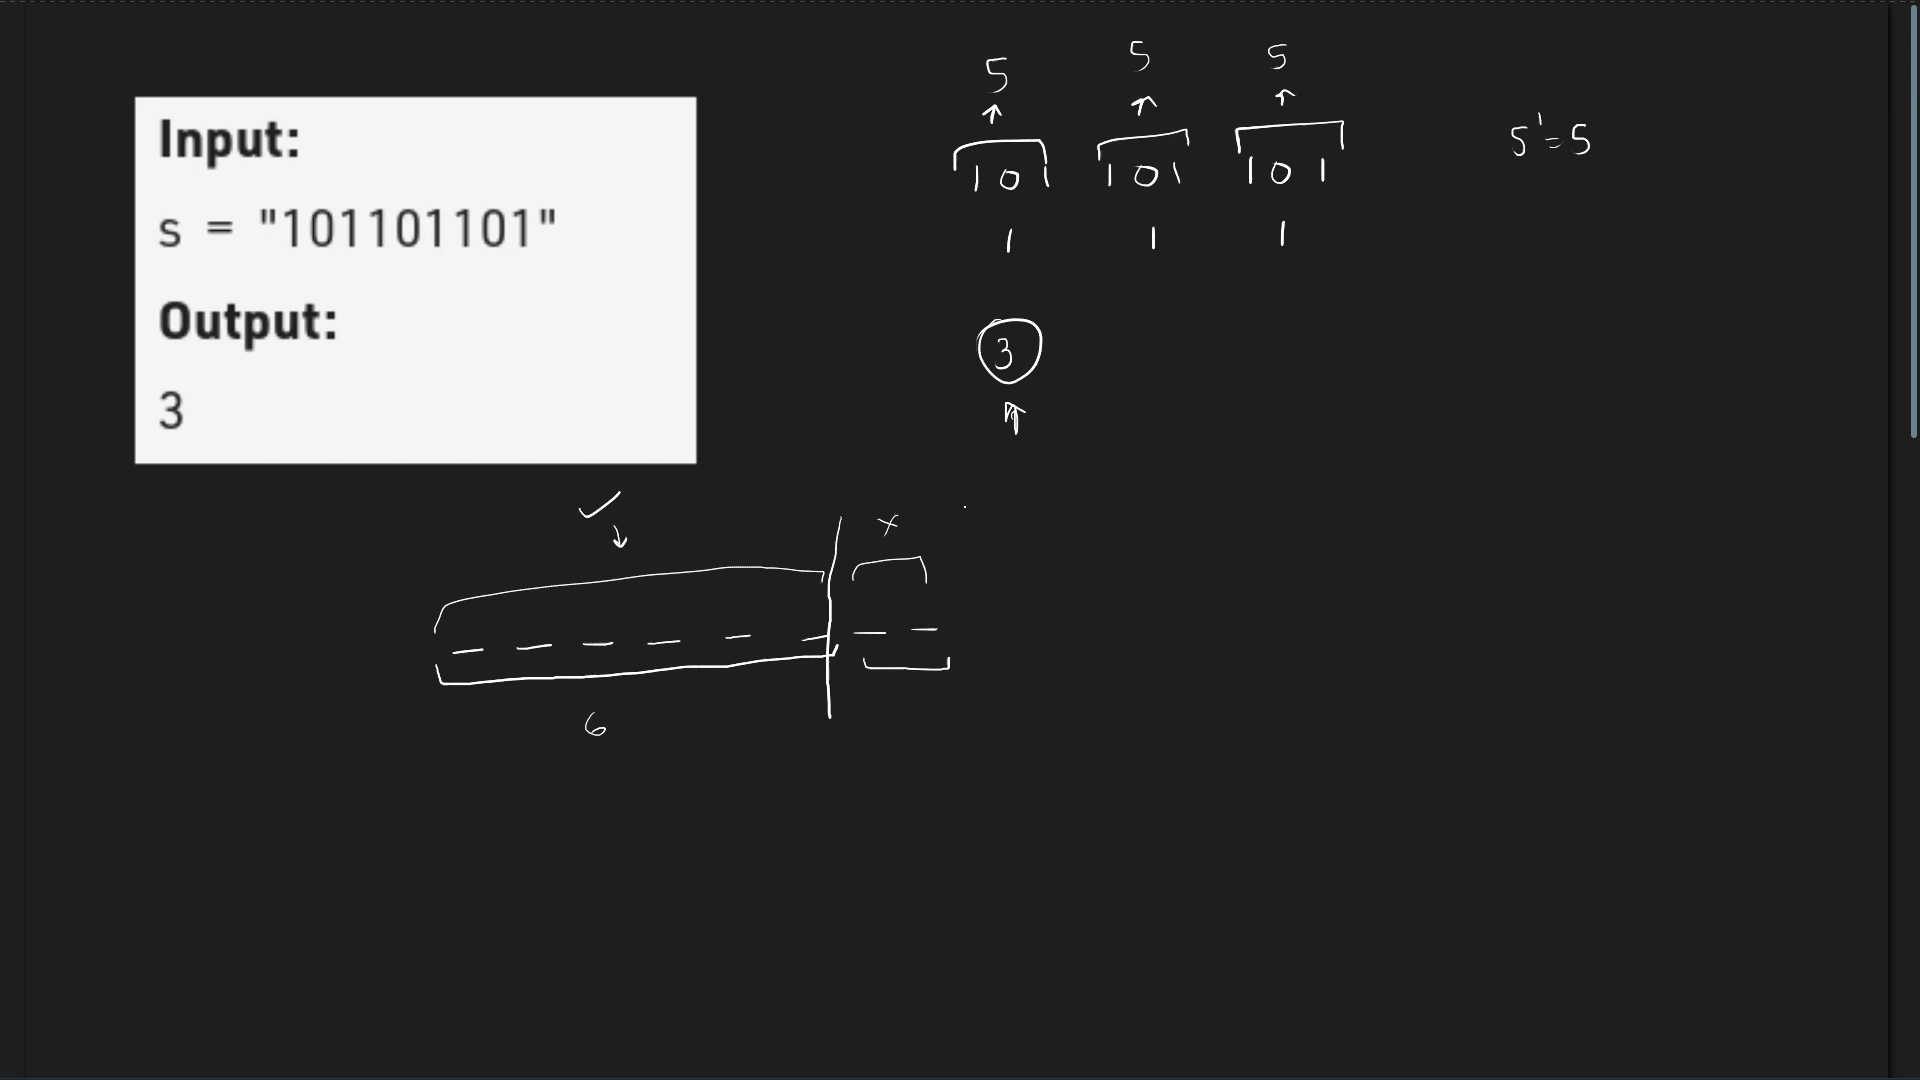 Input:
s = "101101101"
Output:
3
5 5 5
5¹=5
101 101 101
1 1 1
3
x
6